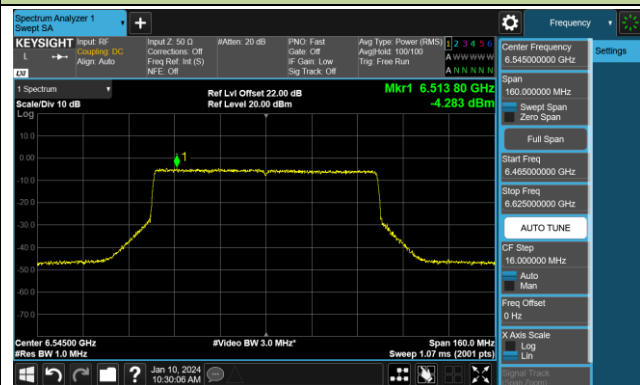 Spectrum Analyzer 1
Swept SA
Frequency
KEYSIGHT
Input: RF
Coupling: DC
Align: Auto
Input Z: 50 Ω
Corrections: Off
Freq Ref: Int (S)
NFE: Off
#Atten: 20 dB
PNO: Fast
Gate: Off
IF Gain: Low
Sig Track: Off
Avg Type: Power (RMS)
Avg|Hold: 100/100
Trig: Free Run
1 2 3 4 5 6
A W W W W W
A N N N N N
L
LXI
1 Spectrum
Scale/Div 10 dB
Log
Ref Lvl Offset 22.00 dB
Ref Level 20.00 dBm
Mkr1 6.513 80 GHz
-4.283 dBm
10.0
0.00
-10.0
-20.0
-30.0
-40.0
-50.0
-60.0
-70.0
1
Center 6.54500 GHz
#Res BW 1.0 MHz
#Video BW 3.0 MHz*
Span 160.0 MHz
Sweep 1.07 ms (2001 pts)
Center Frequency
6.545000000 GHz
Settings
Span
160.000000 MHz
Swept Span
Zero Span
Full Span
Start Freq
6.465000000 GHz
Stop Freq
6.625000000 GHz
AUTO TUNE
CF Step
16.000000 MHz
Auto
Man
Freq Offset
0 Hz
X Axis Scale
Log
Lin
Signal Track
(Span Zoom)
Jan 10, 2024
10:30:06 AM